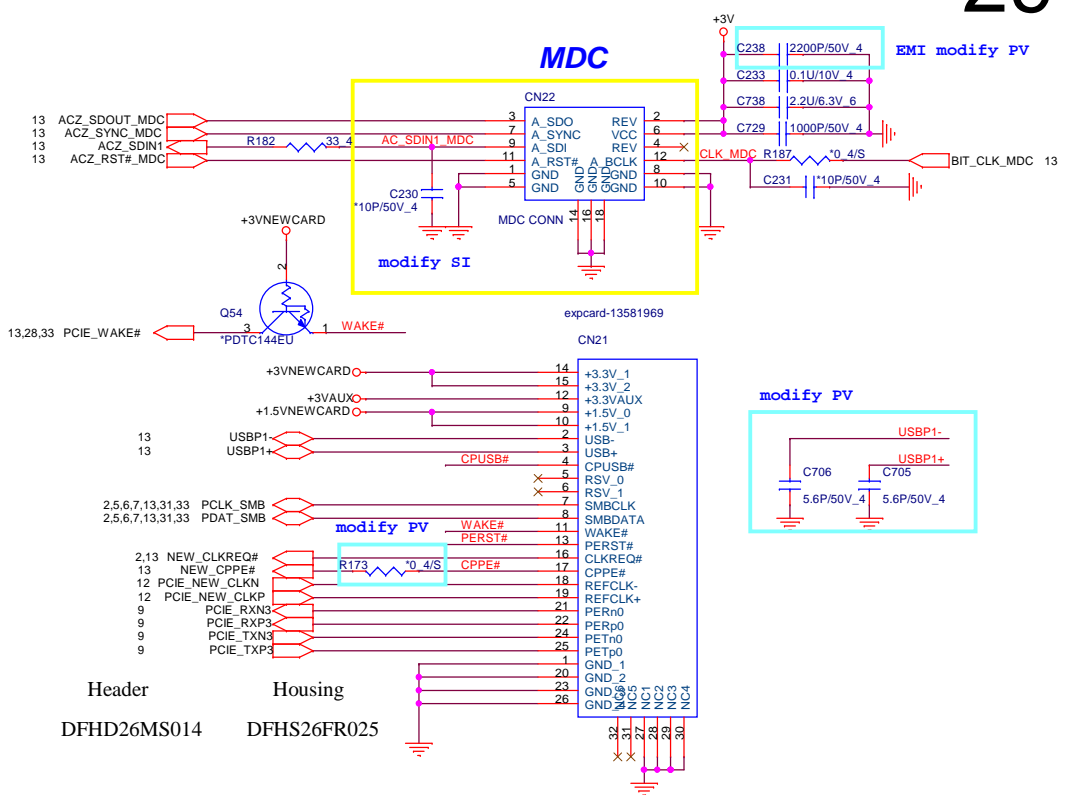 +3V
C238 2200P/50V_4
EMI modify PV
MDC
C233 0.1U/10V_4
CN22
C738 2.2U/6.3V_6
13 ACZ_SDOUT_MDC 3 A_SDO REV 2
13 ACZ_SYNC_MDC 7 A_SYNC VCC 6 C729 1000P/50V_4
13 ACZ_SDIN1 R182 33_4 AC_SDIN1_MDC 9 A_SDI REV 4
13 ACZ_RST#_MDC 11 A_RST# A_BCLK 12 CLK_MDC R187 *0_4/S BIT_CLK_MDC 13
1 GND GND 8
5 GND GND 10
GND GND GND
C230 *10P/50V_4
C231 *10P/50V_4
MDC CONN 14 16 18
+3VNEWCARD
modify SI
2
Q54
expcard-13581969
13,28,33 PCIE_WAKE# 3 1 WAKE#
*PDTC144EU
CN21
+3VNEWCARD 14 +3.3V_1
15 +3.3V_2
+3VAUX 12 +3.3VAUX
+1.5VNEWCARD 9 +1.5V_0
10 +1.5V_1
13 USBP1- 2 USB-
13 USBP1+ 3 USB+
CPUSB# 4 CPUSB#
5 RSV_0
6 RSV_1
2,5,6,7,13,31,33 PCLK_SMB 7 SMBCLK
2,5,6,7,13,31,33 PDAT_SMB 8 SMBDATA
modify PV
WAKE# 11 WAKE#
PERST# 13 PERST#
2,13 NEW_CLKREQ# 16 CLKREQ#
13 NEW_CPPE# R173 *0_4/S CPPE# 17 CPPE#
12 PCIE_NEW_CLKN 18 REFCLK-
12 PCIE_NEW_CLKP 19 REFCLK+
9 PCIE_RXN3 21 PERn0
9 PCIE_RXP3 22 PERp0
9 PCIE_TXN3 24 PETn0
9 PCIE_TXP3 25 PETp0
1 GND_1
20 GND_2
23 GND_
26 GND_
NC6 NC5 NC1 NC2 NC3 NC4
32 31 27 28 29 30
modify PV
USBP1-
USBP1+
C706 5.6P/50V_4
C705 5.6P/50V_4
Header Housing
DFHD26MS014 DFHS26FR025